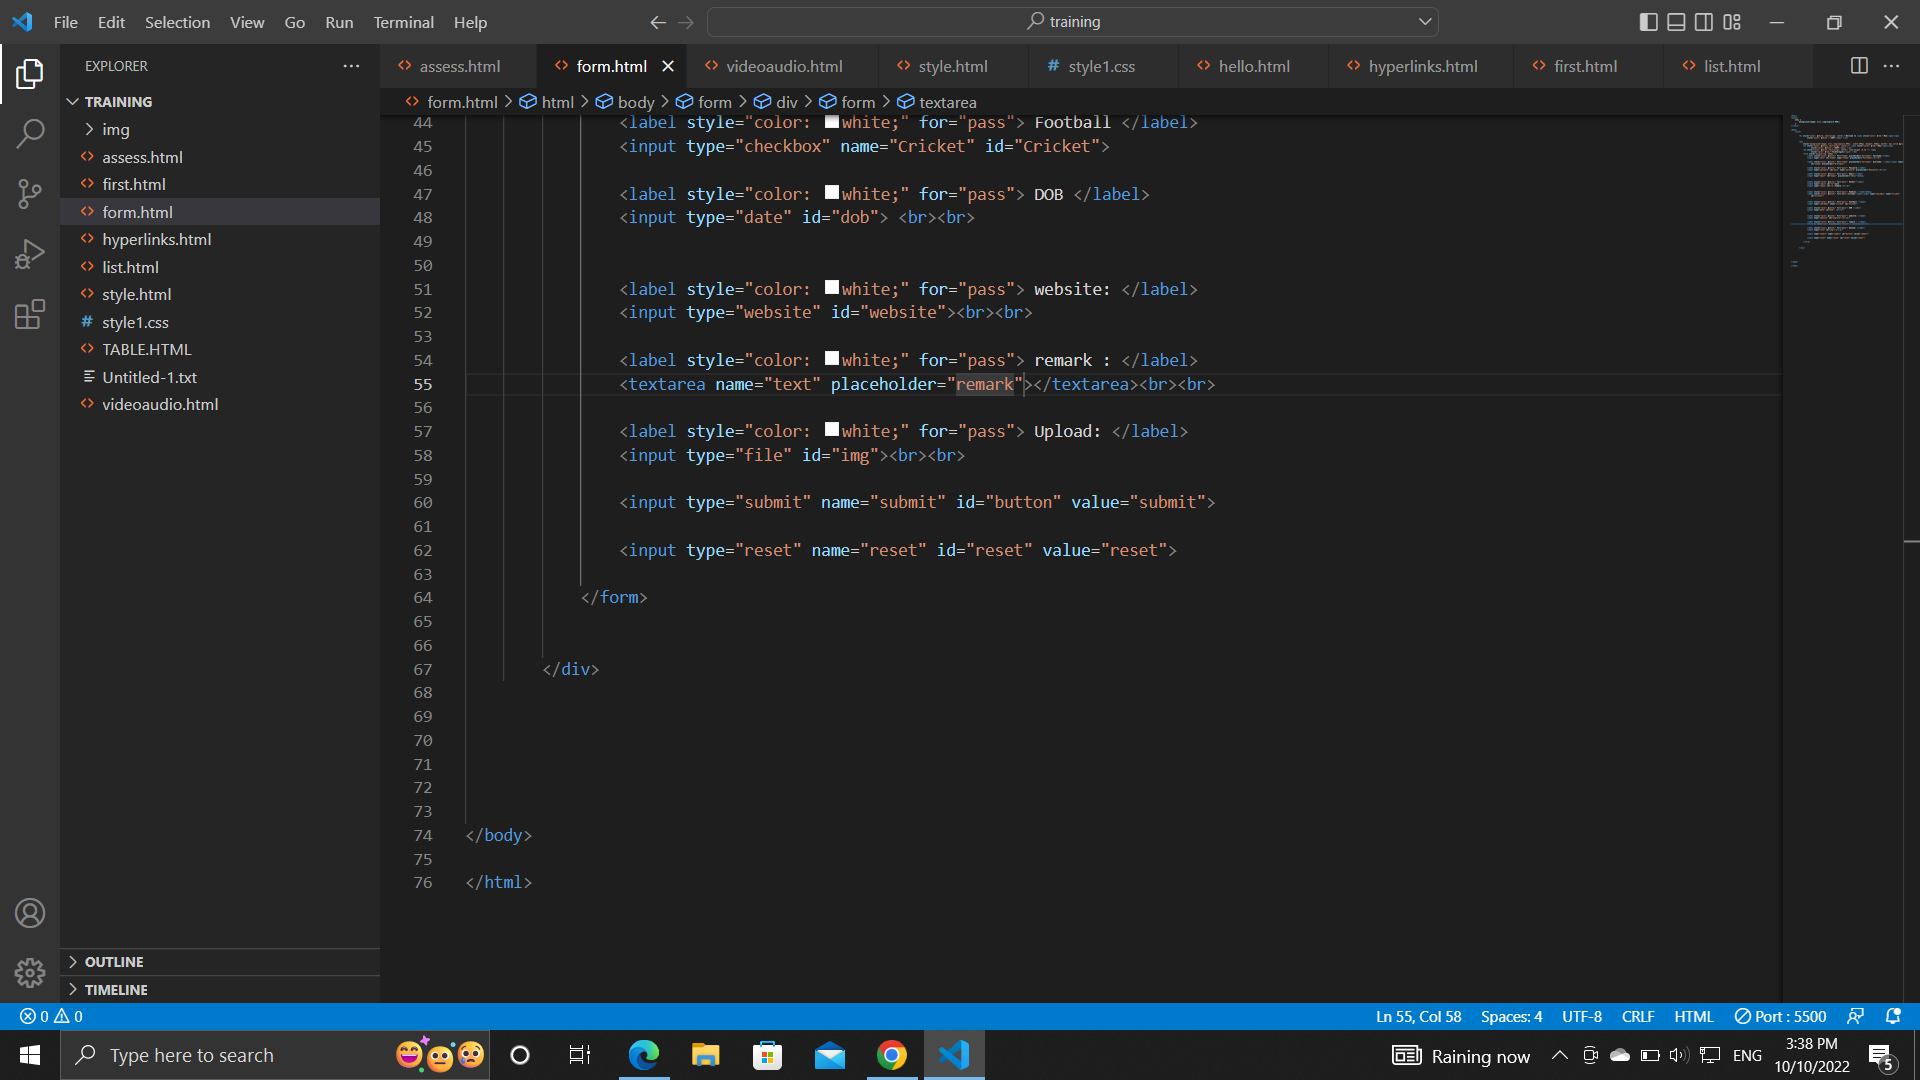 File Edit Selection View Go Run Terminal Help
training
EXPLORER
TRAINING
img
assess.html
first.html
form.html
hyperlinks.html
list.html
style.html
# style1.css
TABLE.HTML
Untitled-1.txt
videoaudio.html
OUTLINE
TIMELINE
assess.html form.html videoaudio.html style.html # style1.css hello.html hyperlinks.html first.html list.html
form.html > html > body > form > div > form > textarea
44 <label style="color: white;" for="pass"> Football </label>
45 <input type="checkbox" name="Cricket" id="Cricket">
46
47 <label style="color: white;" for="pass"> DOB </label>
48 <input type="date" id="dob"> <br><br>
49
50
51 <label style="color: white;" for="pass"> website: </label>
52 <input type="website" id="website"><br><br>
53
54 <label style="color: white;" for="pass"> remark : </label>
55 <textarea name="text" placeholder="remark"></textarea><br><br>
56
57 <label style="color: white;" for="pass"> Upload: </label>
58 <input type="file" id="img"><br><br>
59
60 <input type="submit" name="submit" id="button" value="submit">
61
62 <input type="reset" name="reset" id="reset" value="reset">
63
64 </form>
65
66
67 </div>
68
69
70
71
72
73
74 </body>
75
76 </html>
0 0 Ln 55, Col 58 Spaces: 4 UTF-8 CRLF HTML Port : 5500
Type here to search
Raining now ENG
3:38 PM
10/10/2022
5